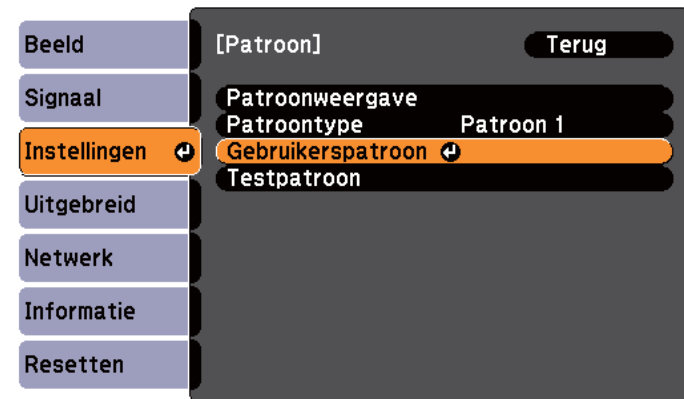 Beeld
Signaal
Instellingen
Uitgebreid
Netwerk
Informatie
Resetten
[Patroon] Terug
Patroonweergave
Patroontype Patroon 1
Gebruikerspatroon
Testpatroon